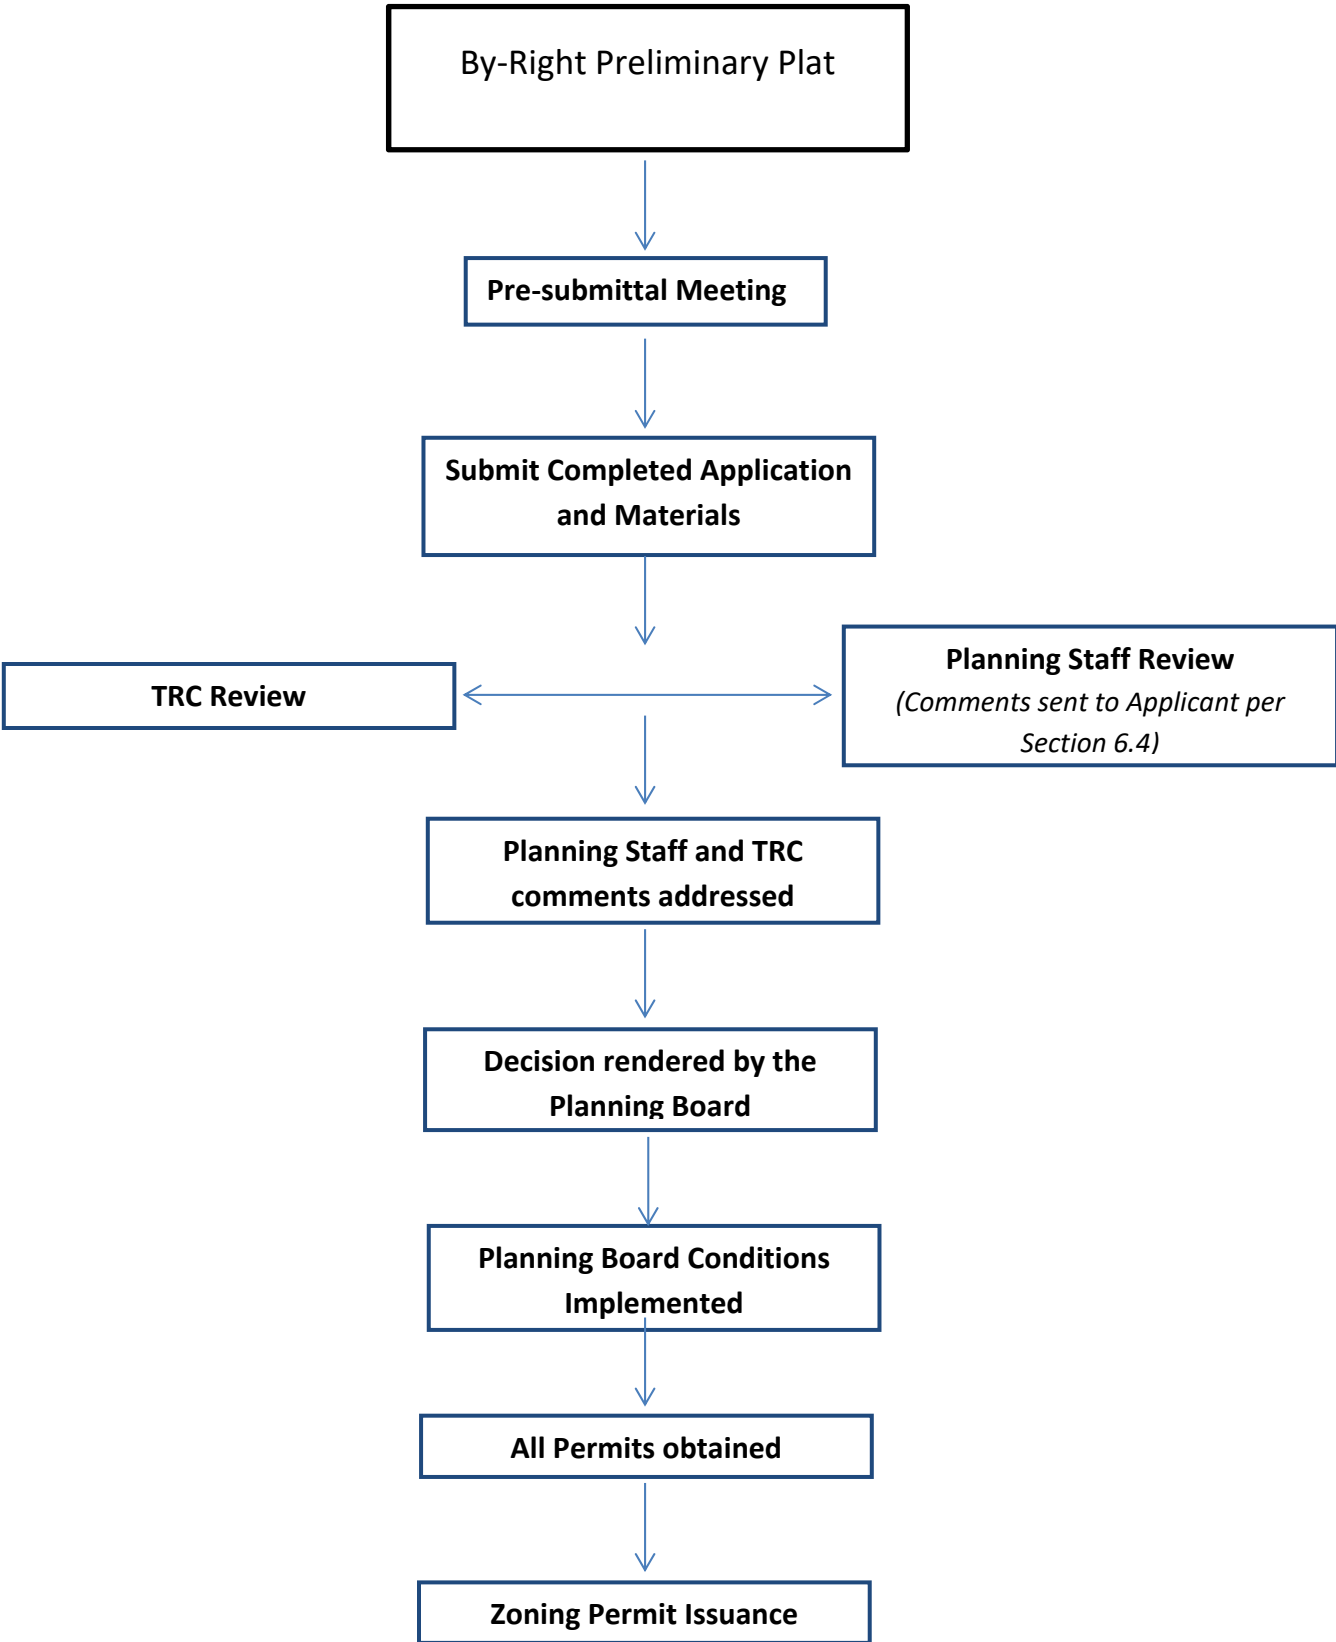 By-Right Preliminary Plat
Pre-submittal Meeting
Submit Completed Application
and Materials
TRC Review
Planning Staff Review
(Comments sent to Applicant per
Section 6.4)
Planning Staff and TRC
comments addressed
Decision rendered by the
Planning Board
Planning Board Conditions
Implemented
All Permits obtained
Zoning Permit Issuance